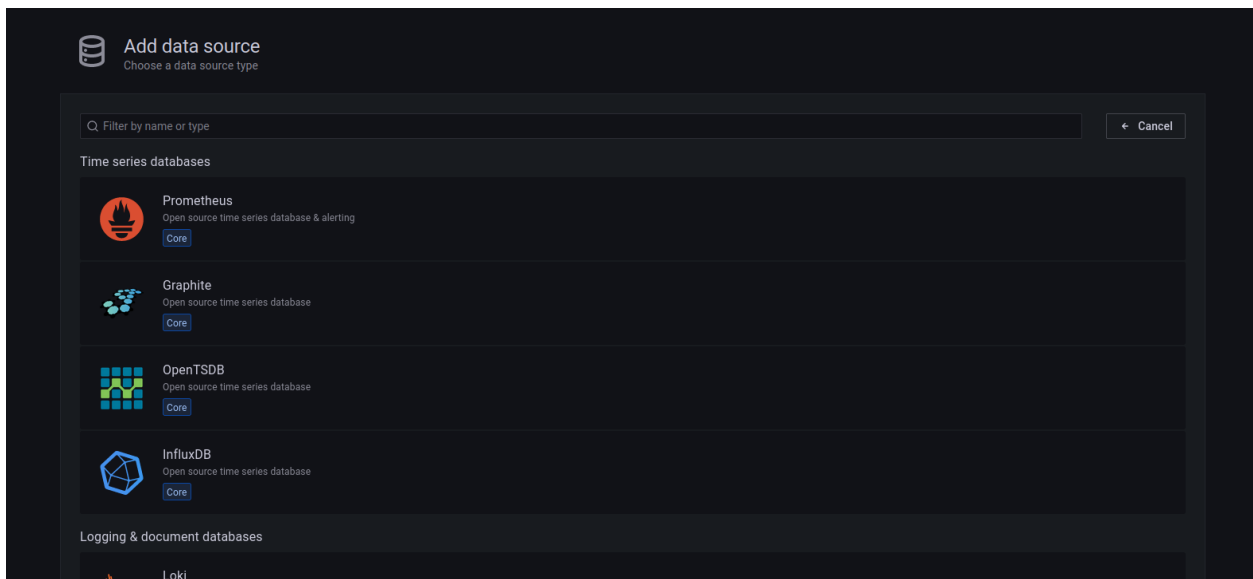 Add data source
Choose a data source type
Filter by name or type
← Cancel
Time series databases
Prometheus
Open source time series database & alerting
Core
Graphite
Open source time series database
Core
OpenTSDB
Open source time series database
Core
InfluxDB
Open source time series database
Core
Logging & document databases
Loki